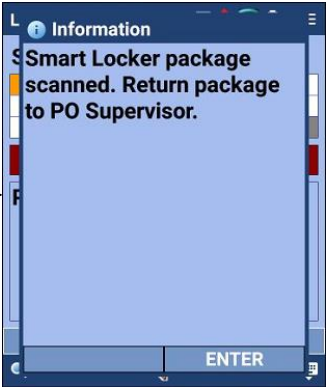 L
Information
S
Smart Locker package
scanned. Return package
to PO Supervisor.
ENTER